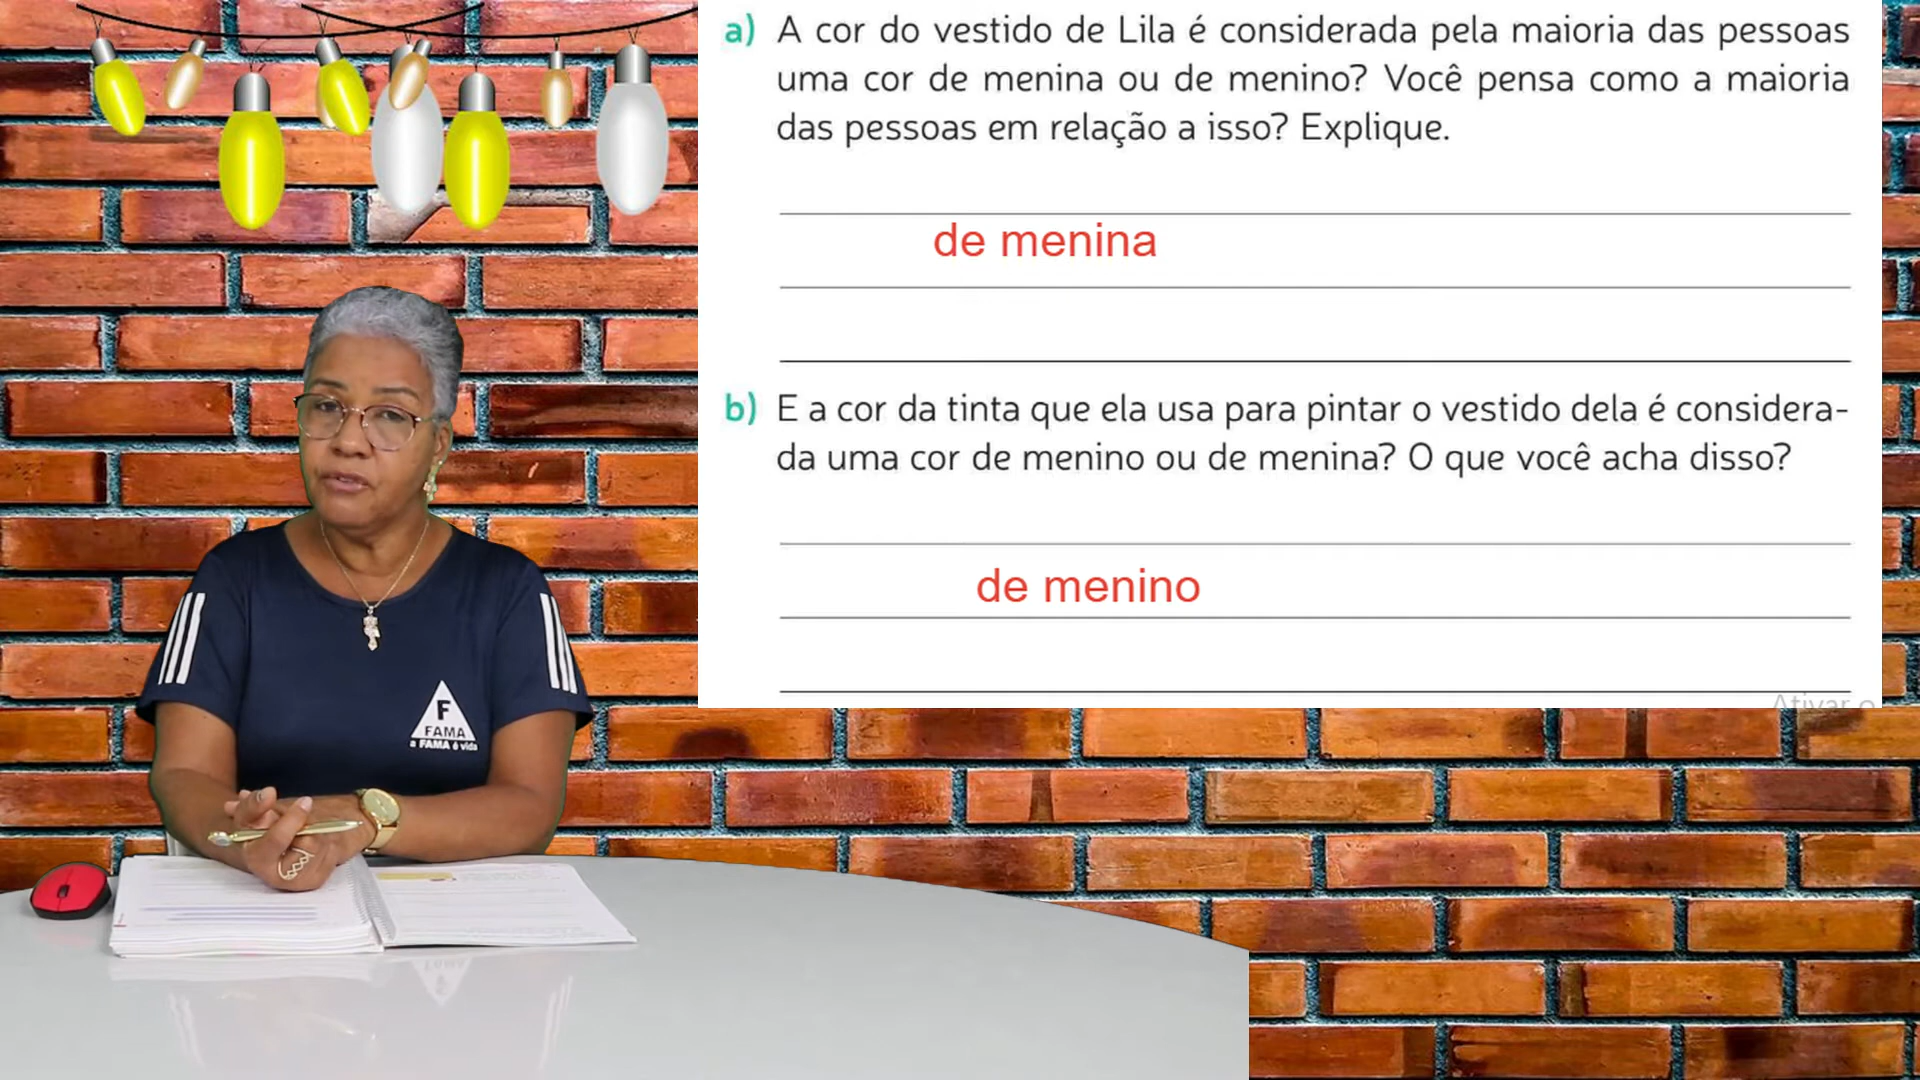 a) A cor do vestido de Lila é considerada pela maioria das pessoas
uma cor de menina ou de menino? Você pensa como a maioria
das pessoas em relação a isso? Explique.
de menina
b) E a cor da tinta que ela usa para pintar o vestido dela é considera-
da uma cor de menino ou de menina? O que você acha disso?
de menino
Ativar o
F
FAMA
a FAMA é vida